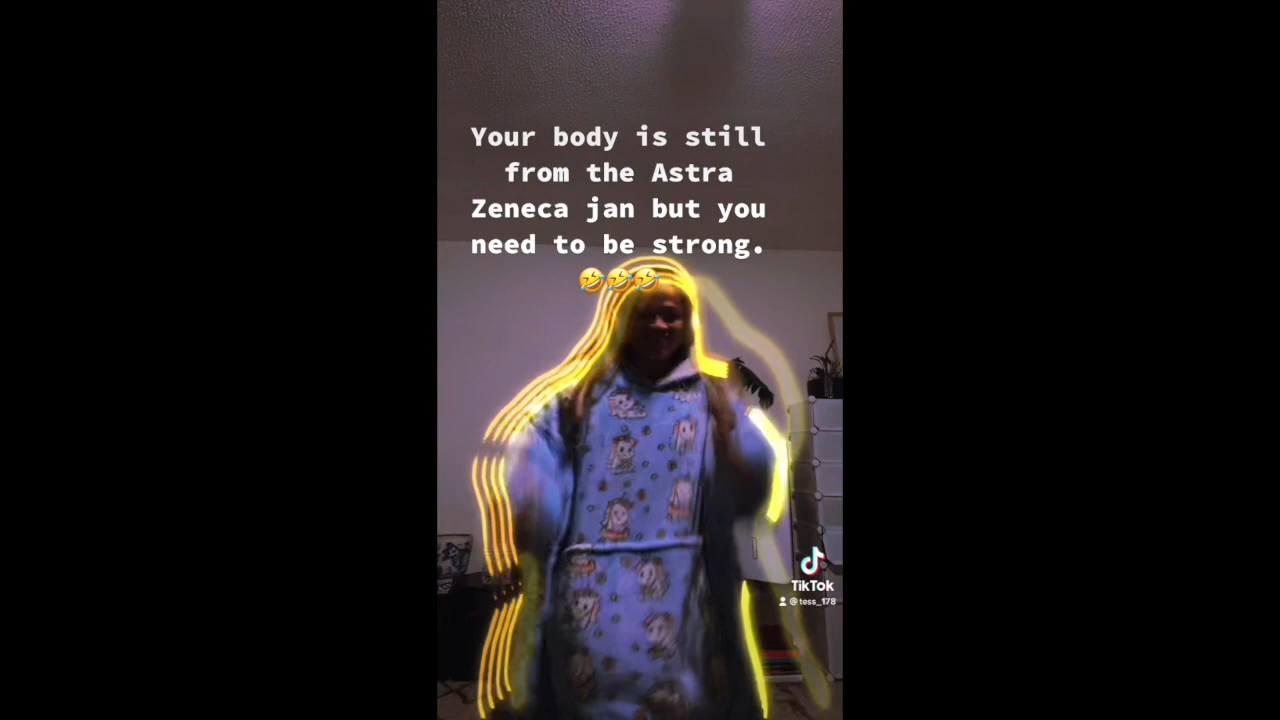 Your body is still
from the Astra
Zeneca jan but you
need to be strong.
🤣🤣🤣
TikTok
@tess_178